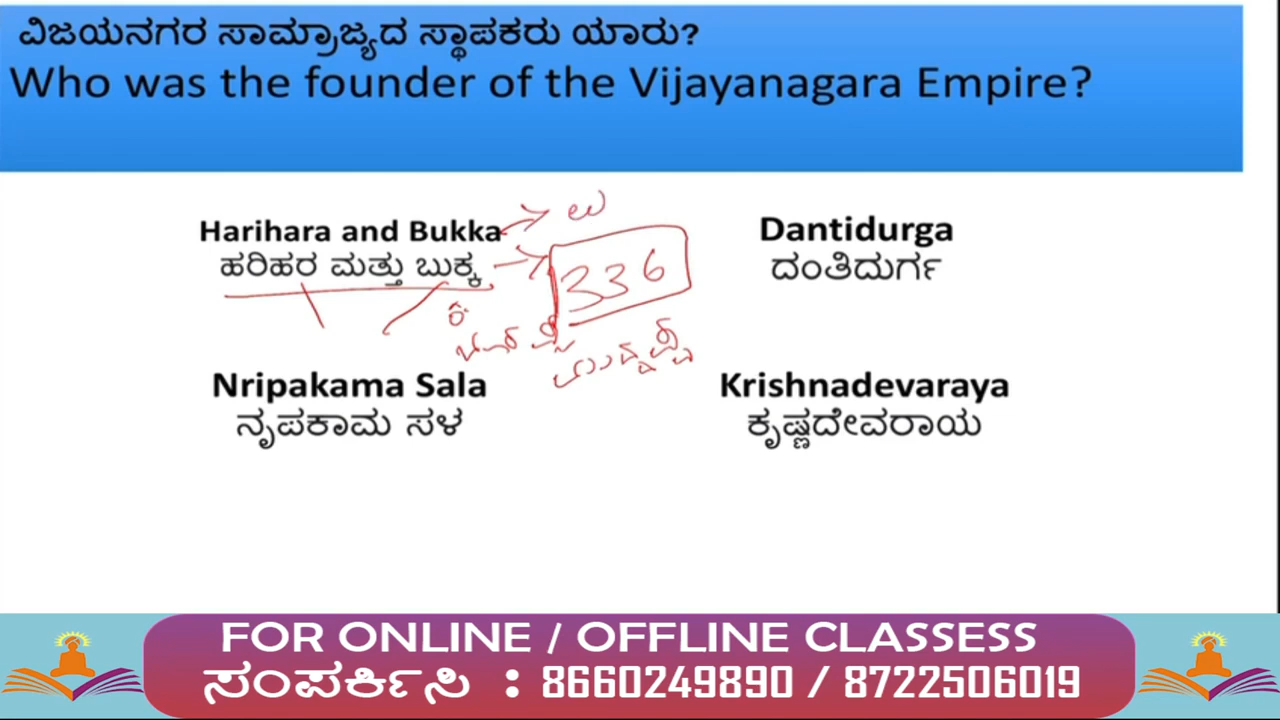 ವಿಜಯನಗರ ಸಾಮ್ರಾಜ್ಯದ ಸ್ಥಾಪಕರು ಯಾರು?
Who was the founder of the Vijayanagara Empire?
Harihara and Bukka
ಹರಿಹರ ಮತ್ತು ಬುಕ್ಕ
1336
Dantidurga
ದಂತಿದುರ್ಗ
Nripakama Sala
ನೃಪಕಾಮ ಸಳ
Krishnadevaraya
ಕೃಷ್ಣದೇವರಾಯ
FOR ONLINE / OFFLINE CLASSESS
ಸಂಪರ್ಕಿಸಿ : 8660249890 / 8722506019